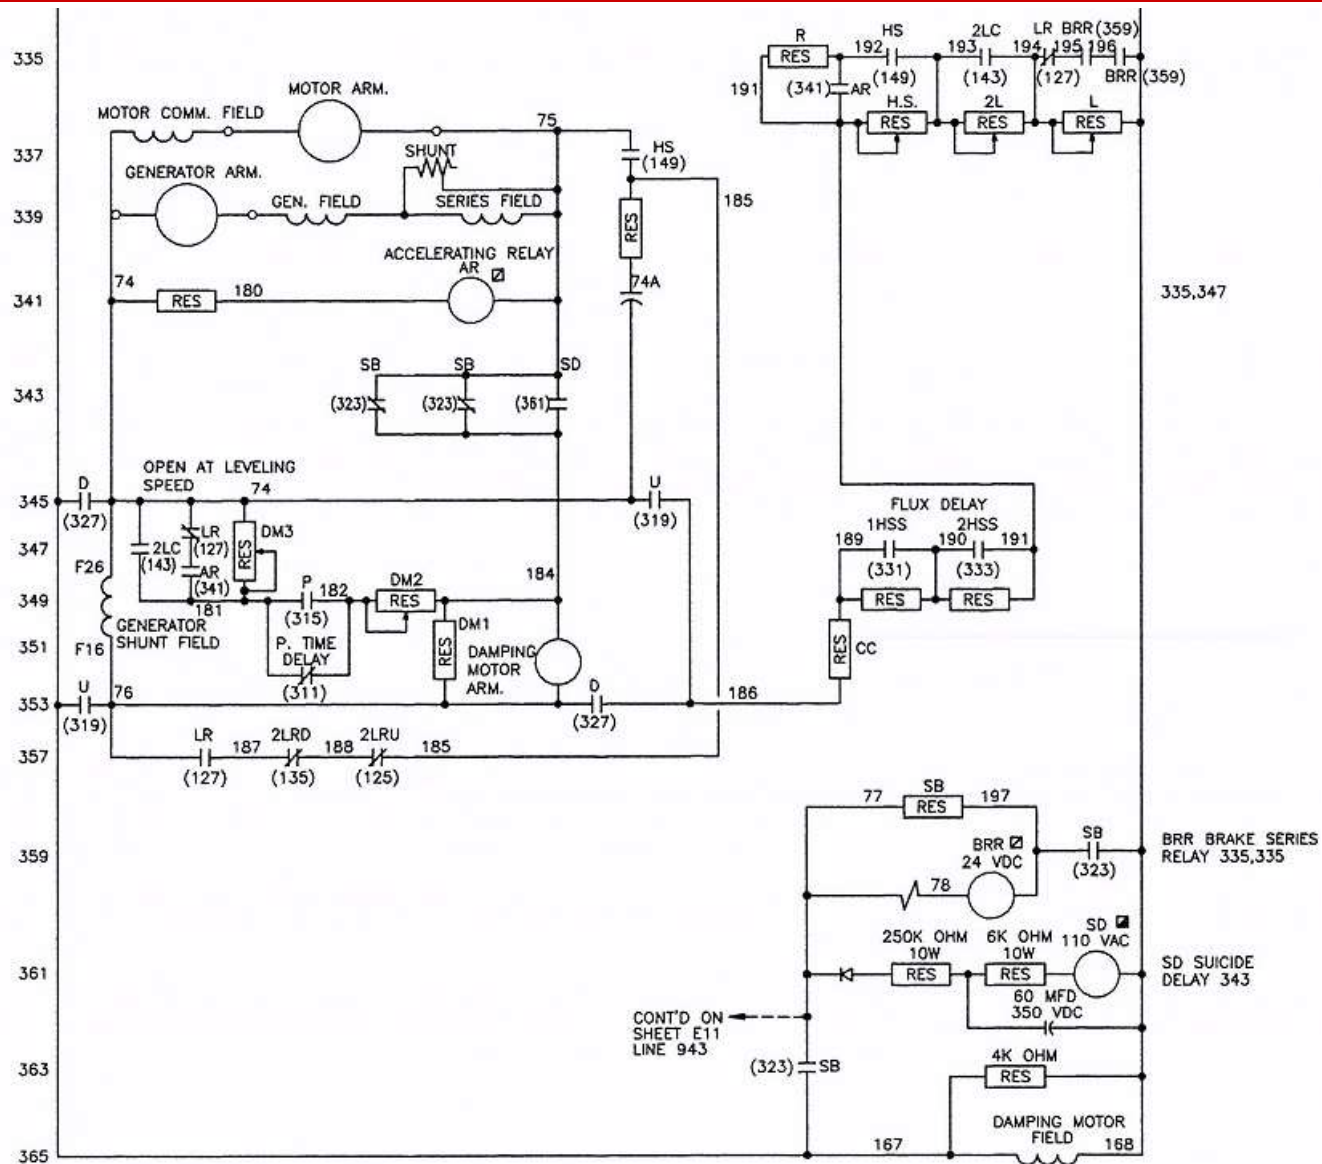 335
R
RES
HS
192
(149)
2LC
193
(143)
LR BRR(359)
194 195 196
(127)
BRR (359)
191
(341) AR
H.S.
RES
2L
RES
L
RES
MOTOR COMM. FIELD
MOTOR ARM.
75
HS
(149)
337
GENERATOR ARM.
SHUNT
185
339
GEN. FIELD
SERIES FIELD
RES
ACCELERATING RELAY
AR
74
RES
180
74A
341
335,347
SB
SB
SD
343
(323)
(323)
(361)
OPEN AT LEVELING
SPEED
D
74
U
345
(327)
(319)
FLUX DELAY
1HSS
2HSS
189
190
191
LR
(127)
RES
DM3
347
2LC
(143)
(331)
(333)
F26
AR
(341)
P
182
DM2
184
349
181
(315)
RES
RES
RES
GENERATOR
SHUNT FIELD
DM1
351
F16
P. TIME
DELAY
RES
DAMPING
MOTOR
ARM.
RES
CC
(311)
U
76
D
186
353
(319)
(327)
LR
187
2LRD
188
2LRU
185
357
(127)
(135)
(125)
77
SB
RES
197
SB
BRR
24 VDC
359
(323)
BRR BRAKE SERIES
RELAY 335,335
78
250K OHM
10W
RES
6K OHM
10W
RES
SD
110 VAC
361
SD SUICIDE
DELAY 343
60 MFD
350 VDC
CONT'D ON
SHEET E11
LINE 943
363
(323) SB
4K OHM
RES
DAMPING MOTOR
FIELD
365
167
168